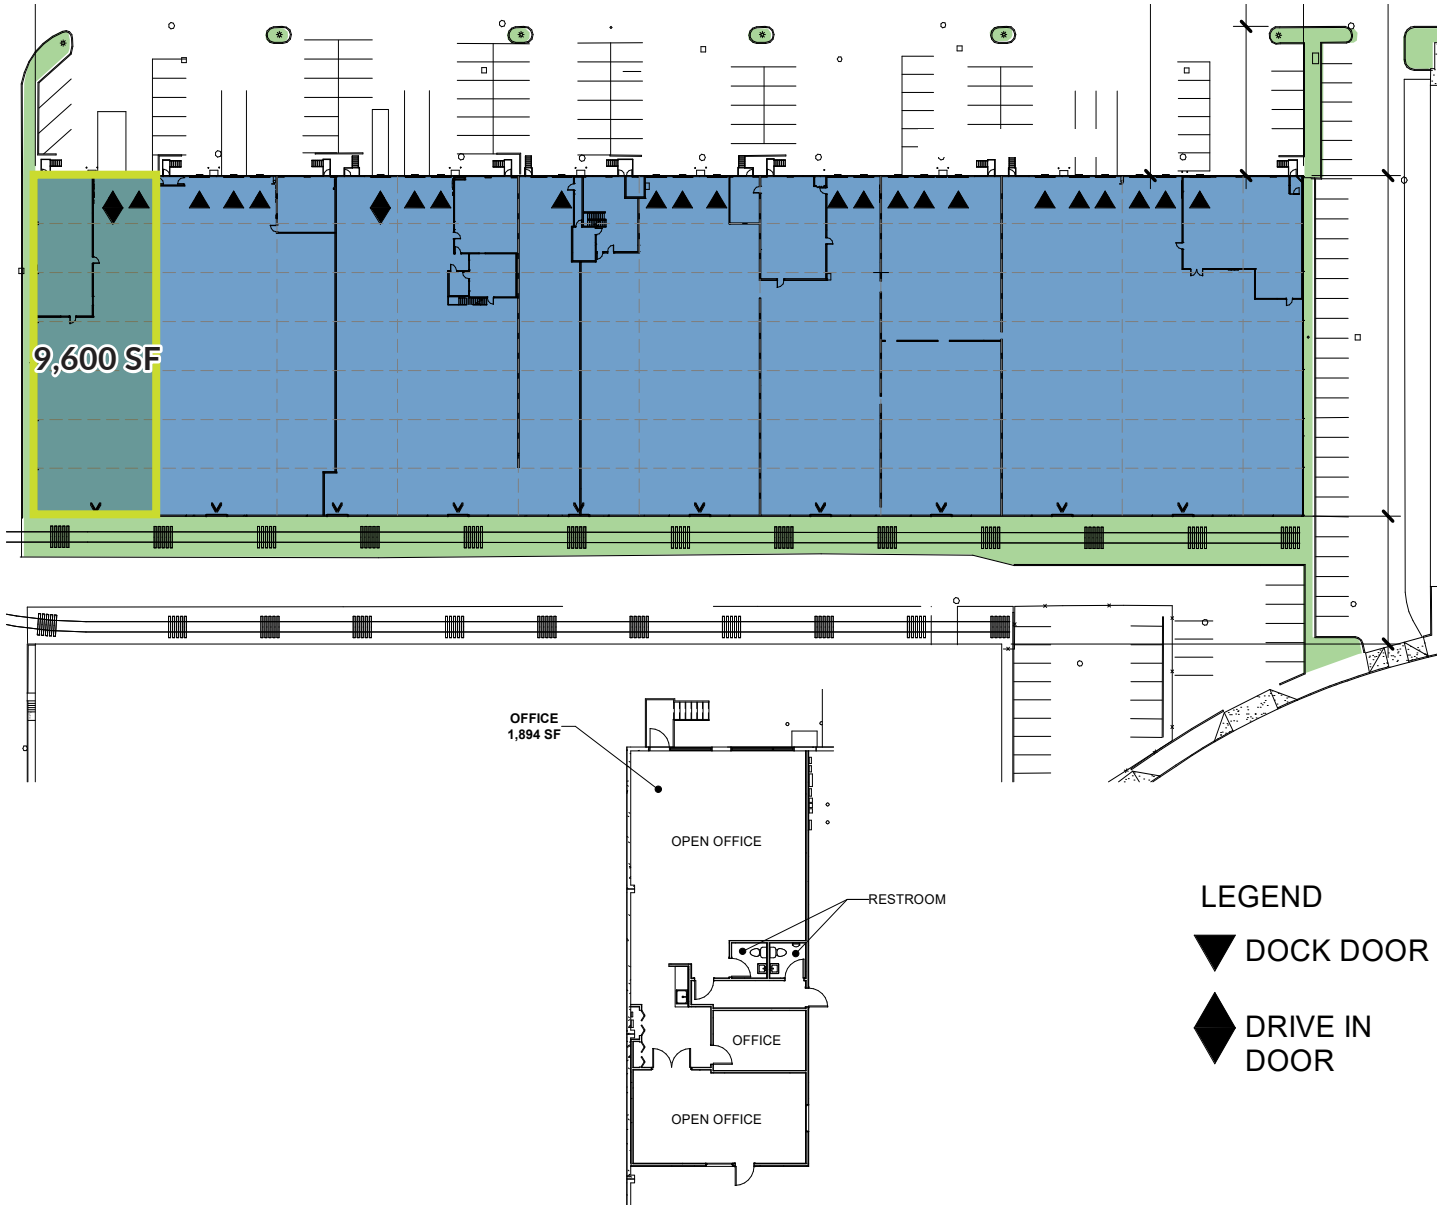 9,600 SF
OFFICE
1,894 SF
OPEN OFFICE
RESTROOM
OFFICE
OPEN OFFICE
LEGEND
DOCK DOOR
DRIVE IN
DOOR